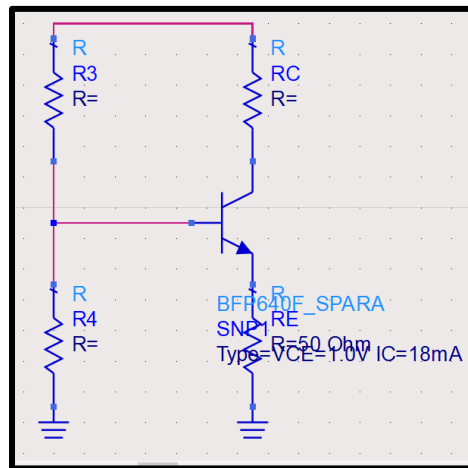 R
R3
R=
R
RC
R=
R
R4
R=
R
RE
R=50 Ohm
BFP640F_SPARA
SNP1
Type=VCE=1.0V IC=18mA